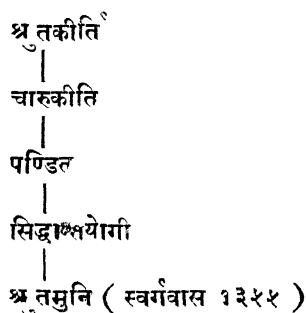 श्रुतकीर्ति
चारुकीति
पण्डित
सिद्धान्तयोगी
श्रुतमुनि ( स्वर्गवास १३५५ )